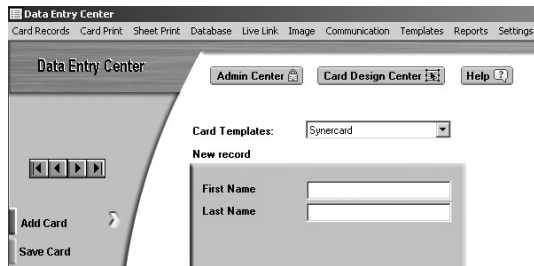 Data Entry Center
Card Records Card Print Sheet Print Database Live Link Image Communication Templates Reports Settings
Data Entry Center
Admin Center Card Design Center Help ?
Card Templates: Synercard
New record
First Name
Last Name
Add Card
Save Card